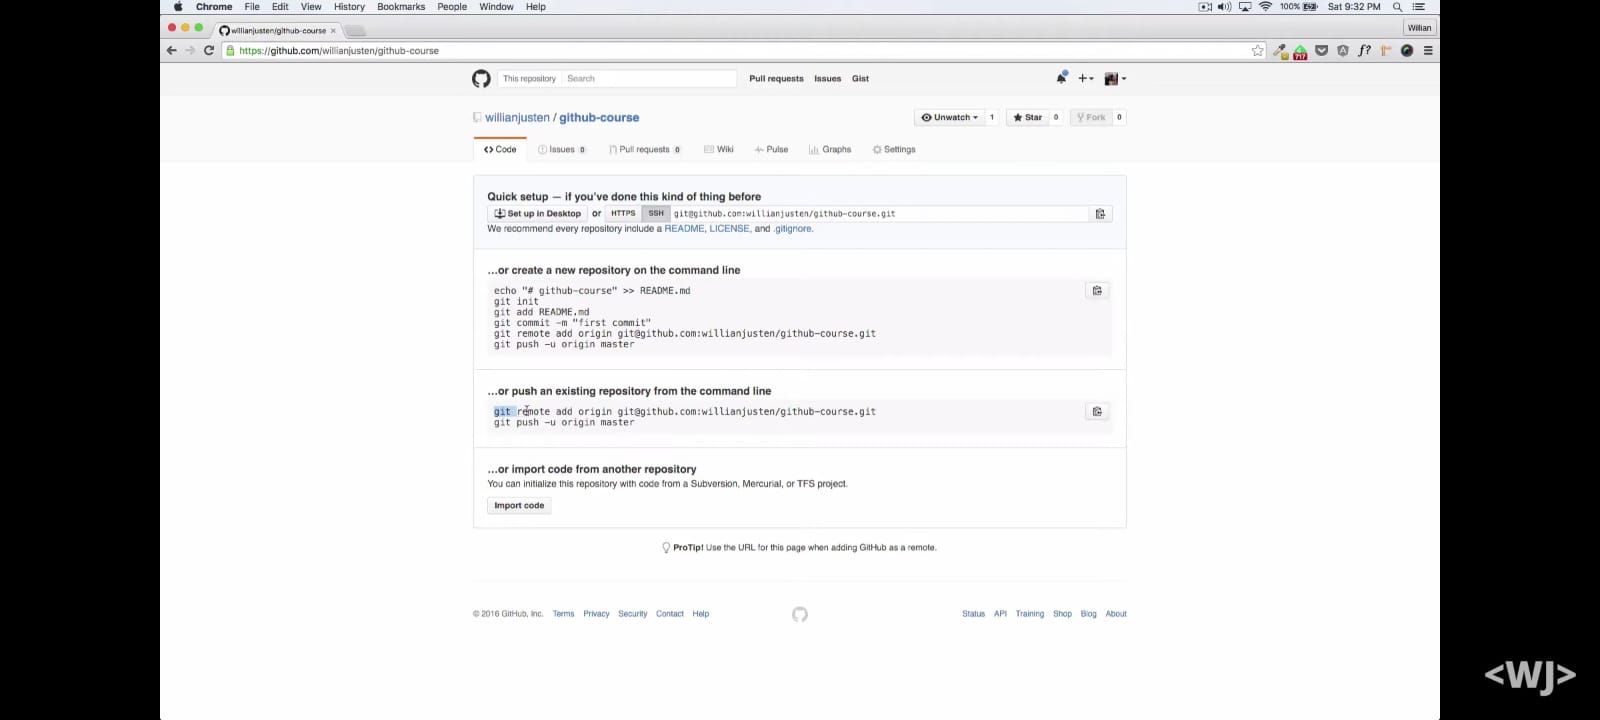 Chrome File Edit View History Bookmarks People Window Help 100% Sat 9:32 PM
willianjusten/github-course × Willian
https://github.com/willianjusten/github-course 717 f?
This repository Search Pull requests Issues Gist
willianjusten / github-course Unwatch 1 Star 0 Fork 0
Code Issues 0 Pull requests 0 Wiki Pulse Graphs Settings
Quick setup — if you've done this kind of thing before
Set up in Desktop or HTTPS SSH git@github.com:willianjusten/github-course.git
We recommend every repository include a README, LICENSE, and .gitignore.
…or create a new repository on the command line
echo "# github-course" >> README.md
git init
git add README.md
git commit -m "first commit"
git remote add origin git@github.com:willianjusten/github-course.git
git push -u origin master
…or push an existing repository from the command line
git remote add origin git@github.com:willianjusten/github-course.git
git push -u origin master
…or import code from another repository
You can initialize this repository with code from a Subversion, Mercurial, or TFS project.
Import code
ProTip! Use the URL for this page when adding GitHub as a remote.
© 2016 GitHub, Inc. Terms Privacy Security Contact Help Status API Training Shop Blog About
<WJ>